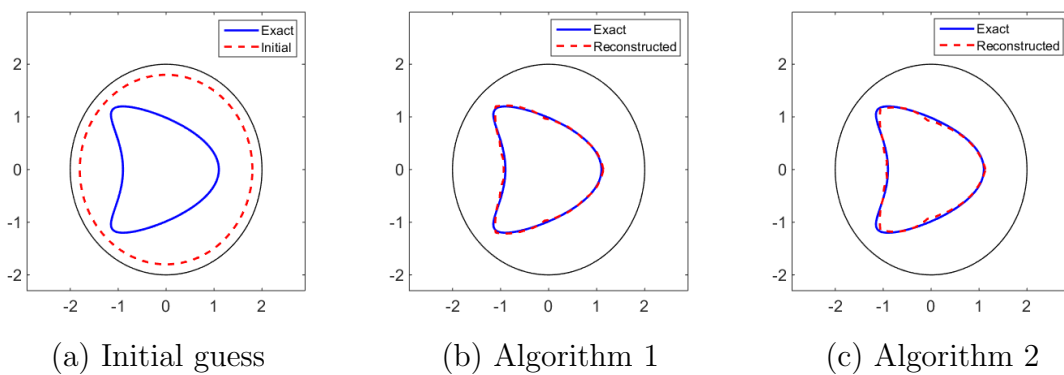 Exact
Initial
2
1
0
-1
-2
-2 -1 0 1 2
(a) Initial guess
Exact
Reconstructed
2
1
0
-1
-2
-2 -1 0 1 2
(b) Algorithm 1
Exact
Reconstructed
2
1
0
-1
-2
-2 -1 0 1 2
(c) Algorithm 2